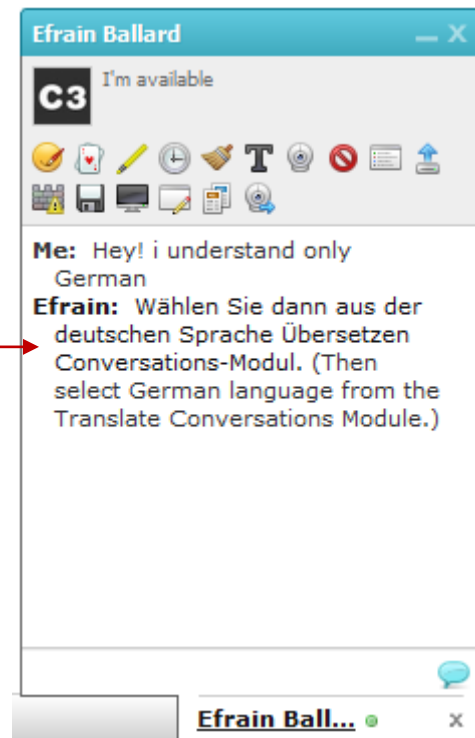 Efrain Ballard
C3
I'm available
T
Me: Hey! i understand only
German
Efrain: Wählen Sie dann aus der
deutschen Sprache Übersetzen
Conversations-Modul. (Then
select German language from the
Translate Conversations Module.)
Efrain Ball... x